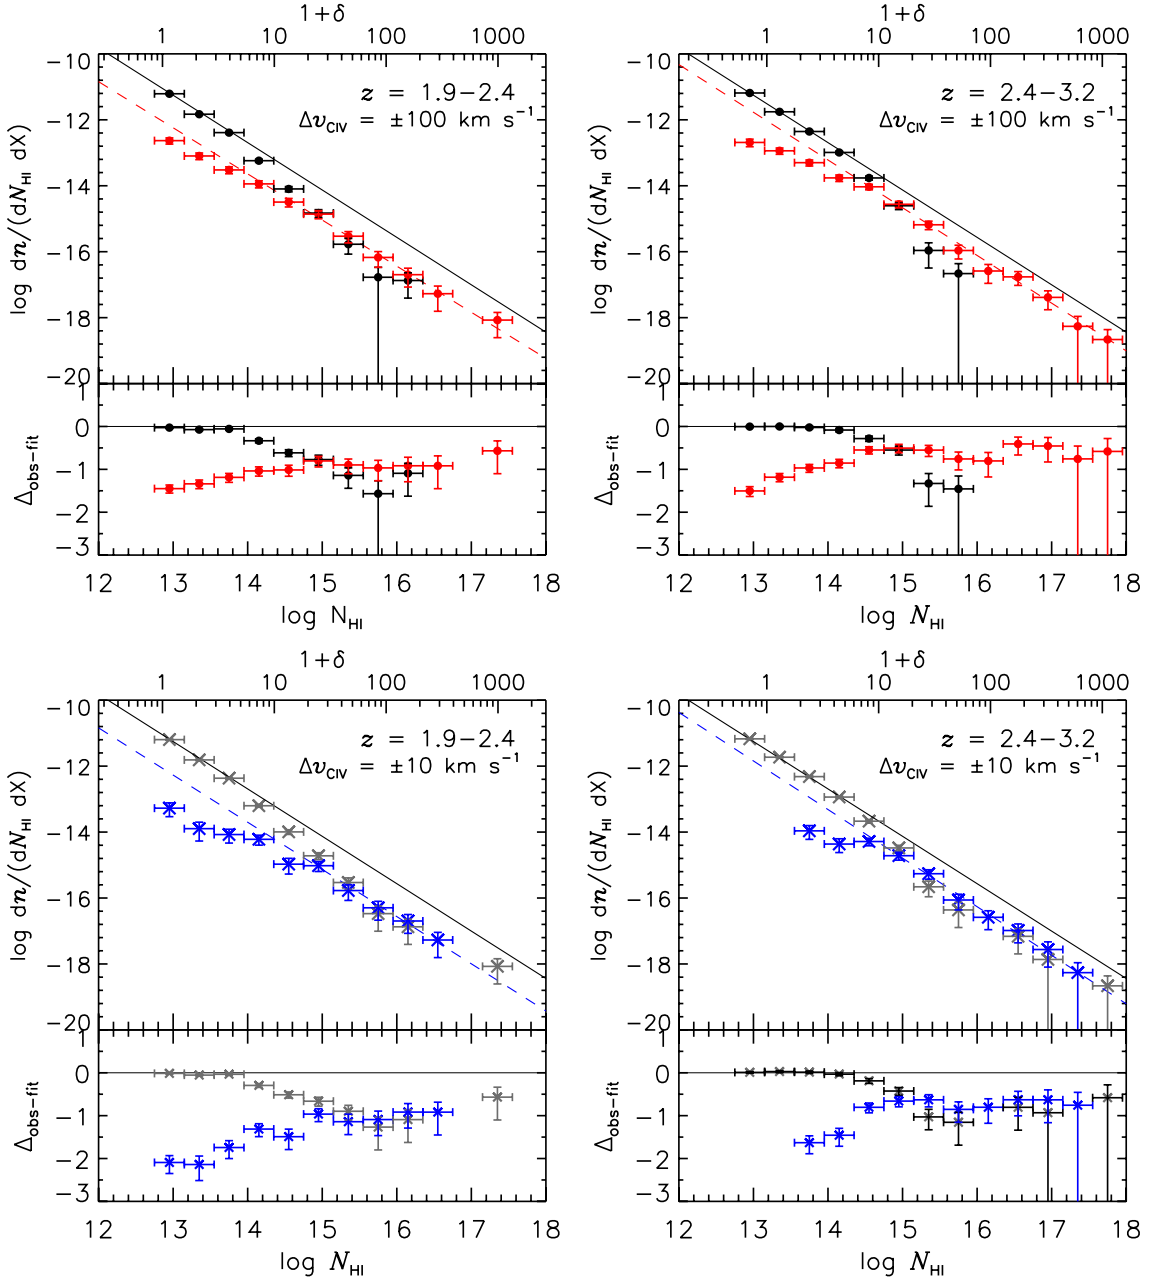 1+δ
1 10 100 1000
−10
−12
−14
−16
−18
−20
log dn/(dN_HI dX)
z = 1.9−2.4
Δv_CIV = ±100 km s⁻¹
1
0
−1
−2
−3
Δ_obs−fit
12 13 14 15 16 17 18
log N_HI
1+δ
1 10 100 1000
−10
−12
−14
−16
−18
−20
log dn/(dN_HI dX)
z = 2.4−3.2
Δv_CIV = ±100 km s⁻¹
1
0
−1
−2
−3
Δ_obs−fit
12 13 14 15 16 17 18
log N_HI
1+δ
1 10 100 1000
−10
−12
−14
−16
−18
−20
log dn/(dN_HI dX)
z = 1.9−2.4
Δv_CIV = ±10 km s⁻¹
1
0
−1
−2
−3
Δ_obs−fit
12 13 14 15 16 17 18
log N_HI
1+δ
1 10 100 1000
−10
−12
−14
−16
−18
−20
log dn/(dN_HI dX)
z = 2.4−3.2
Δv_CIV = ±10 km s⁻¹
1
0
−1
−2
−3
Δ_obs−fit
12 13 14 15 16 17 18
log N_HI